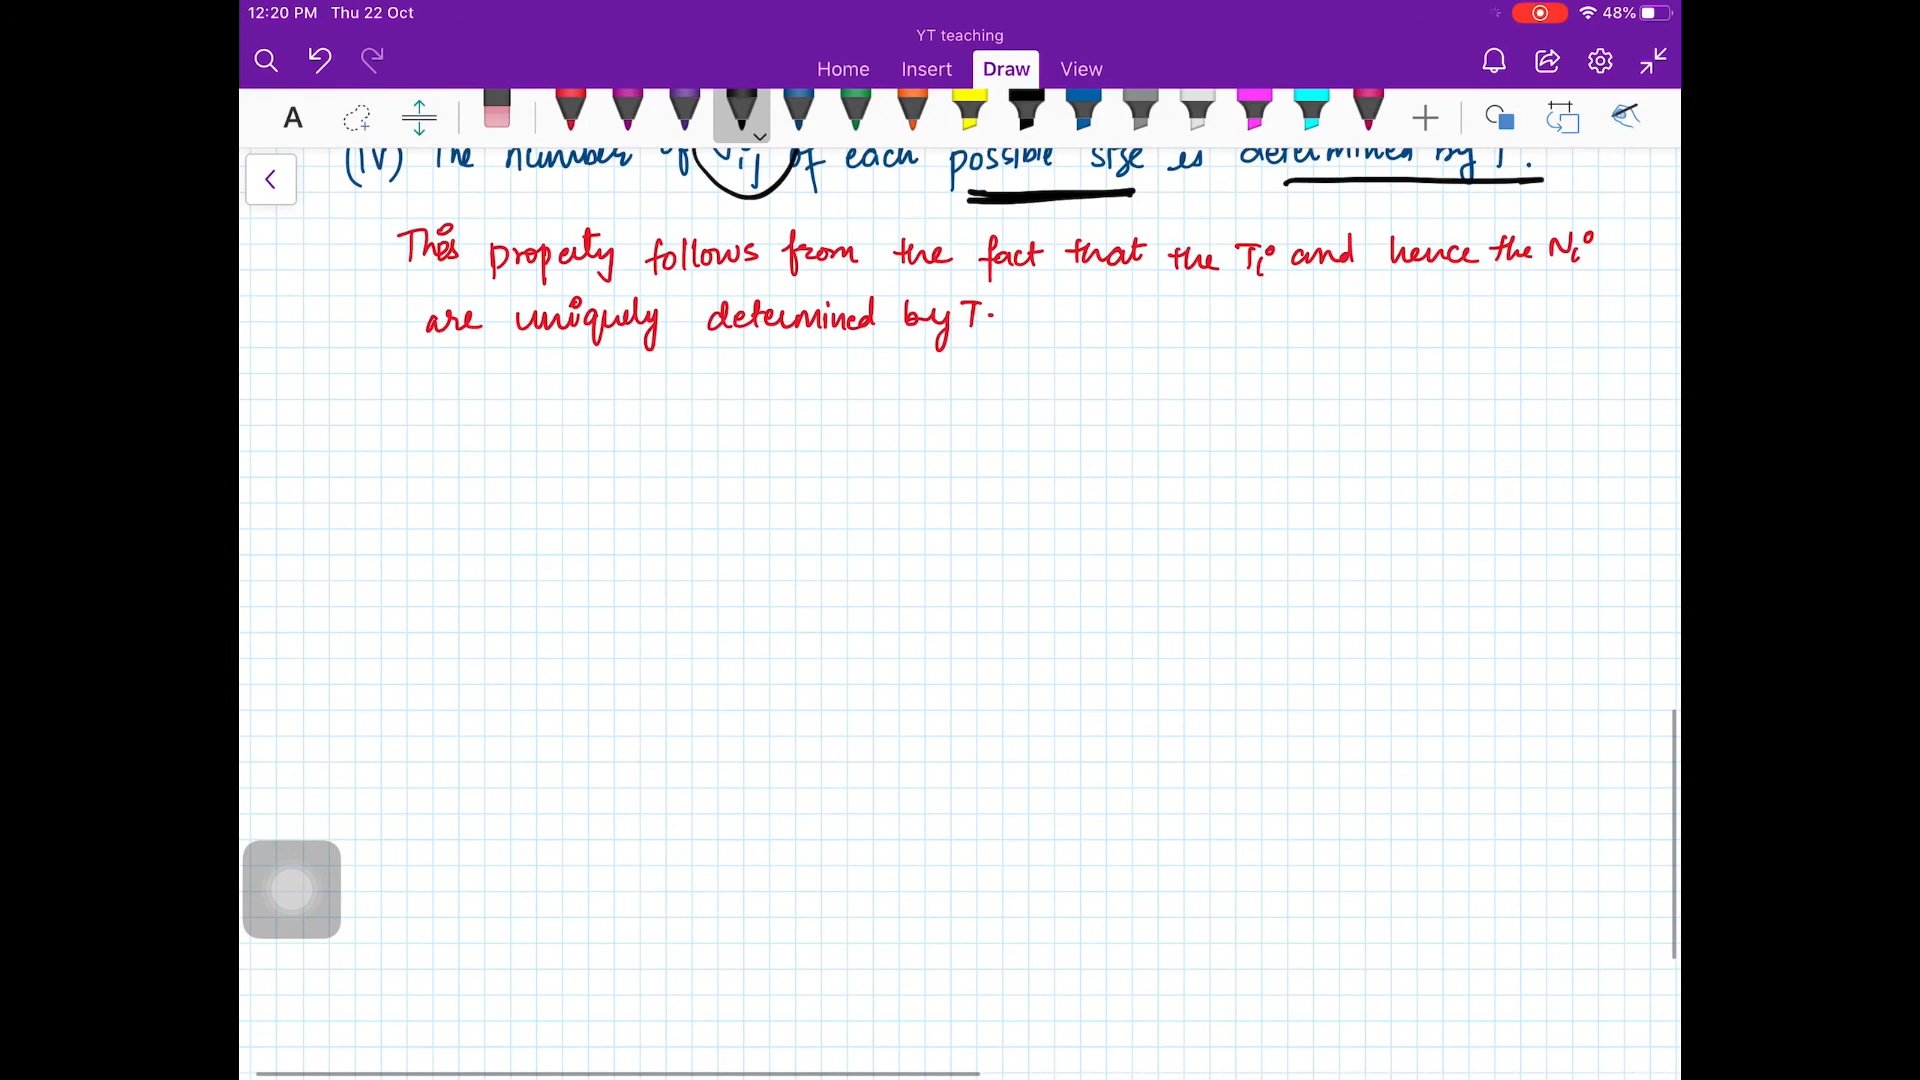 12:20 PM Thu 22 Oct
48%
YT teaching
Home Insert Draw View
A
(IV) The number of Jij of each possible size is determined by T.
This Property follows from the fact that the Ti and hence the Ni
are uniquely determined by T.